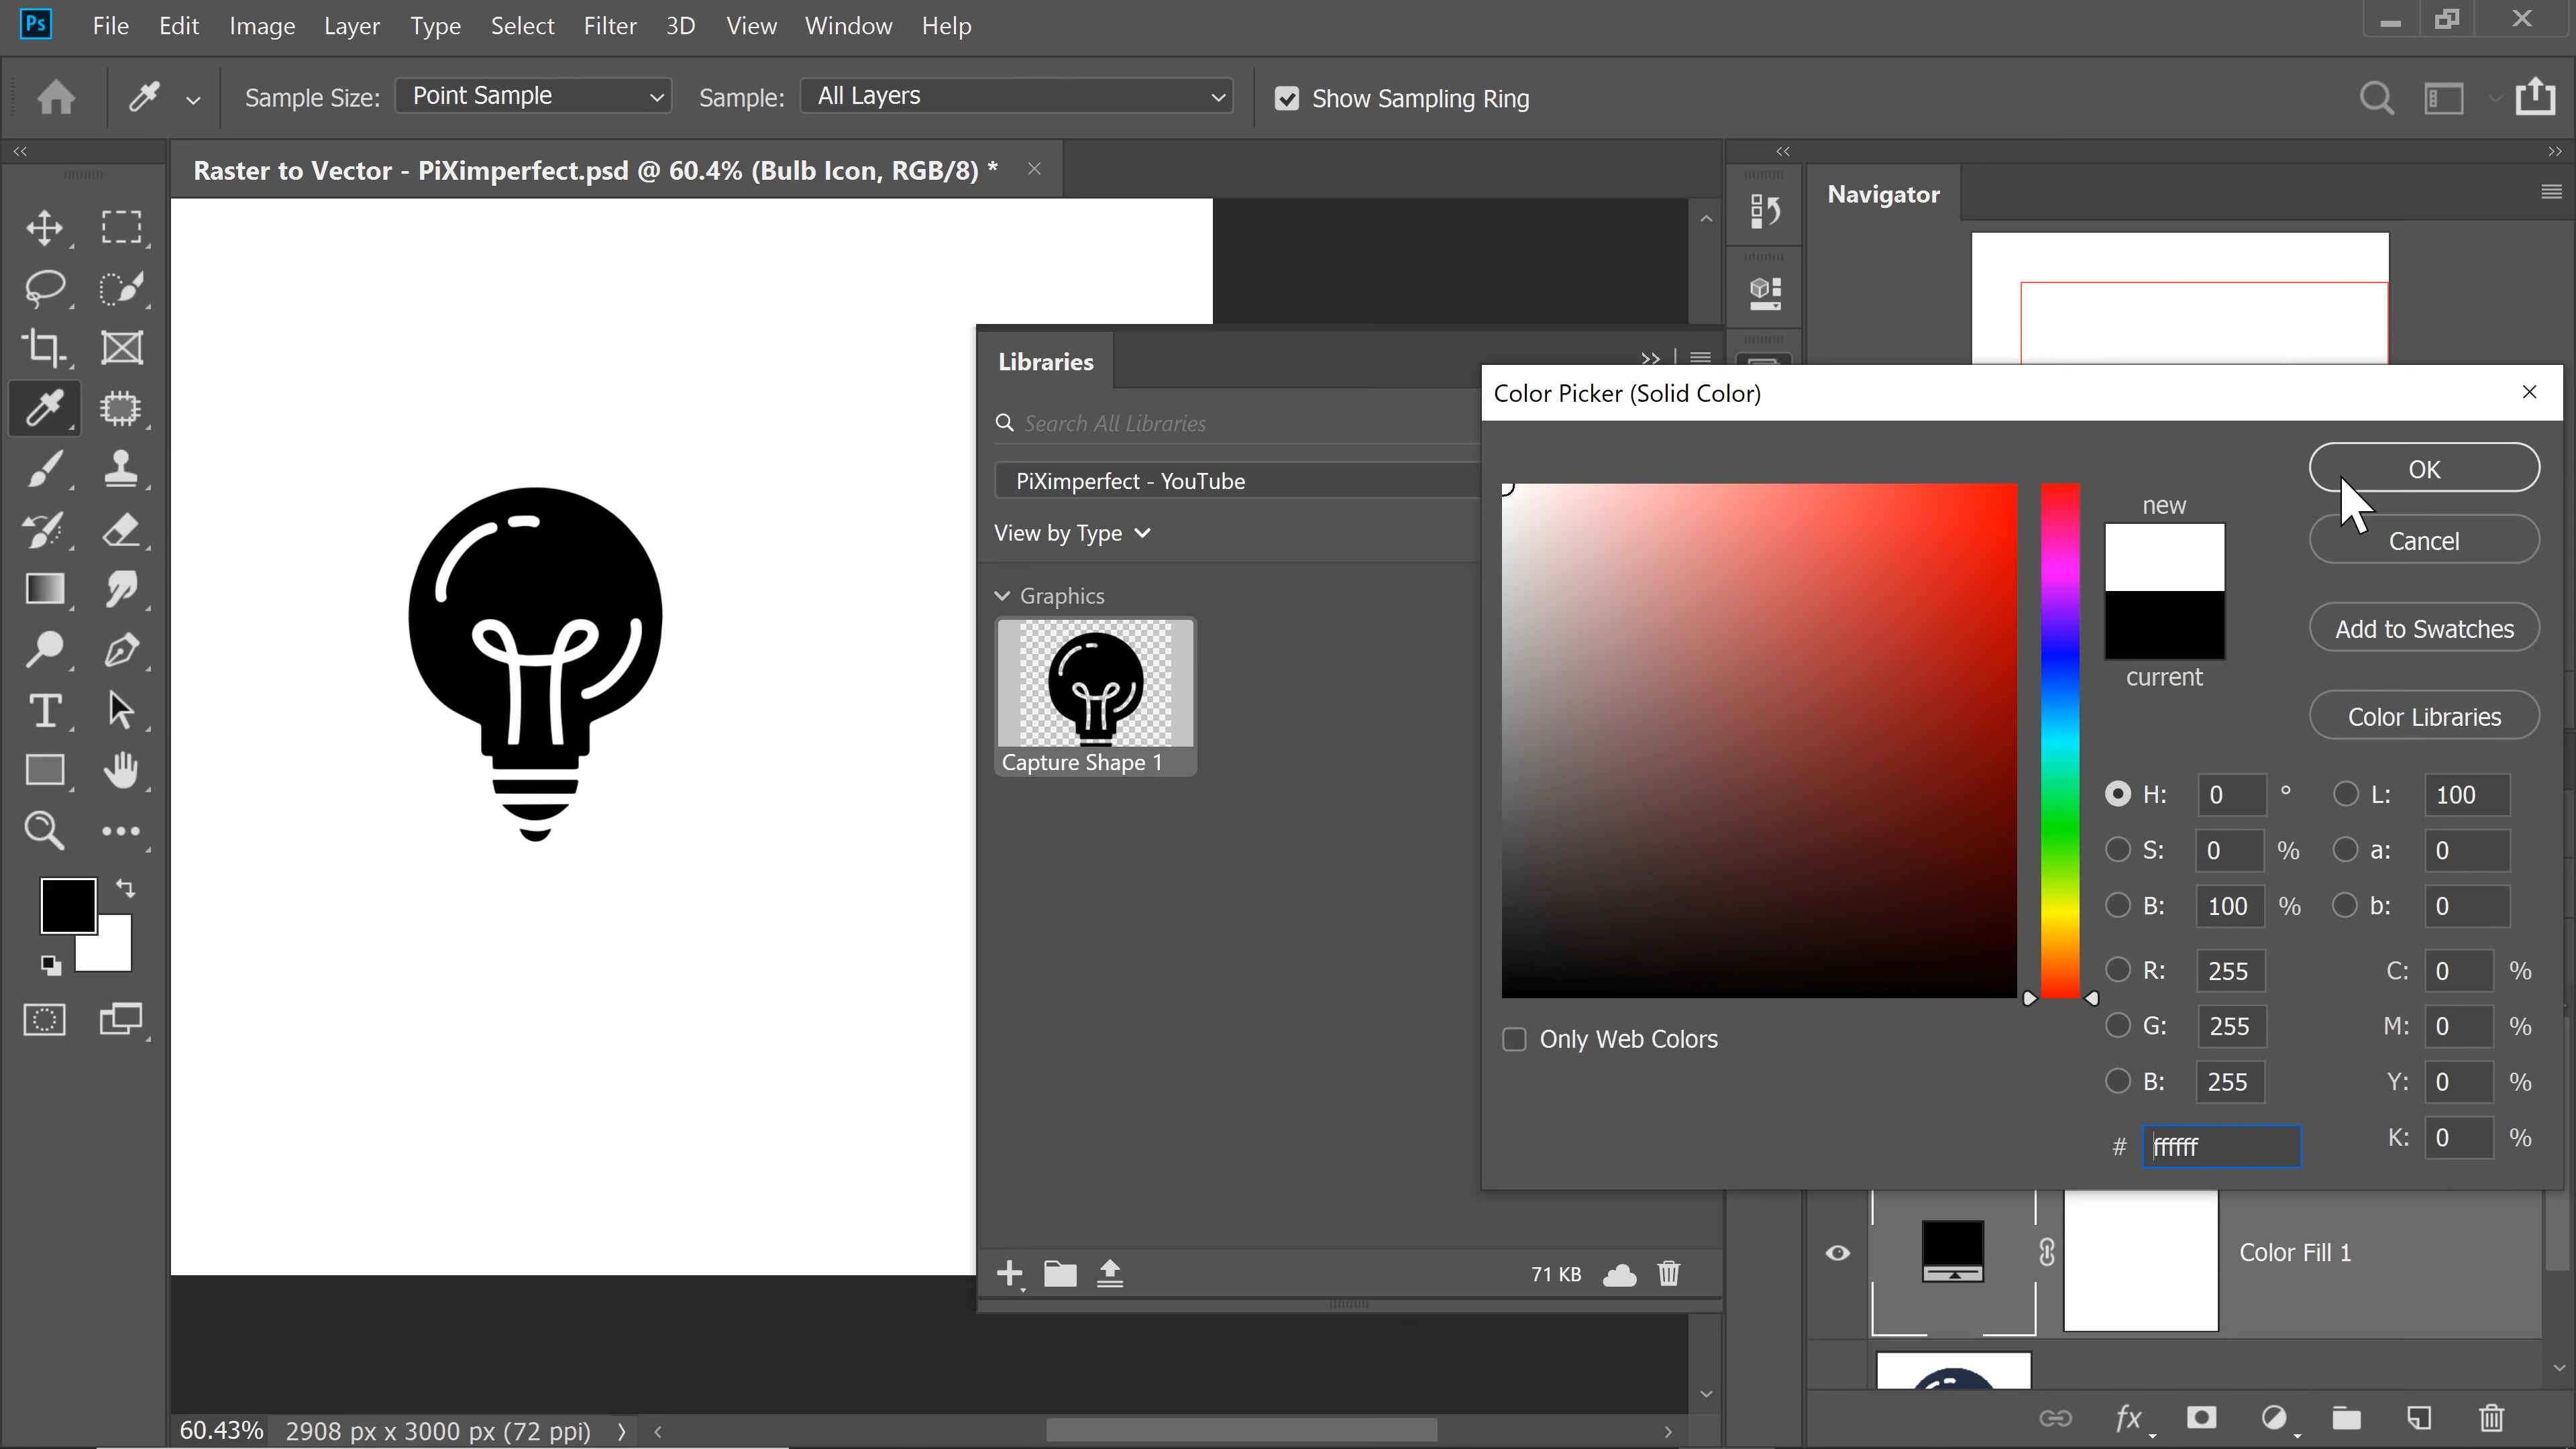 Ps File Edit Image Layer Type Select Filter 3D View Window Help
Sample Size: Point Sample Sample: All Layers Show Sampling Ring
Raster to Vector - PiXimperfect.psd @ 60.4% (Bulb Icon, RGB/8) *
Navigator
Libraries
Search All Libraries
PiXimperfect - YouTube
View by Type
Graphics
Capture Shape 1
71 KB
Color Picker (Solid Color)
new
current
OK
Cancel
Add to Swatches
Color Libraries
H: 0 ° L: 100
S: 0 % a: 0
B: 100 % b: 0
R: 255 C: 0 %
G: 255 M: 0 %
B: 255 Y: 0 %
# ffffff K: 0 %
Only Web Colors
Color Fill 1
T
fx
60.43% 2908 px x 3000 px (72 ppi)